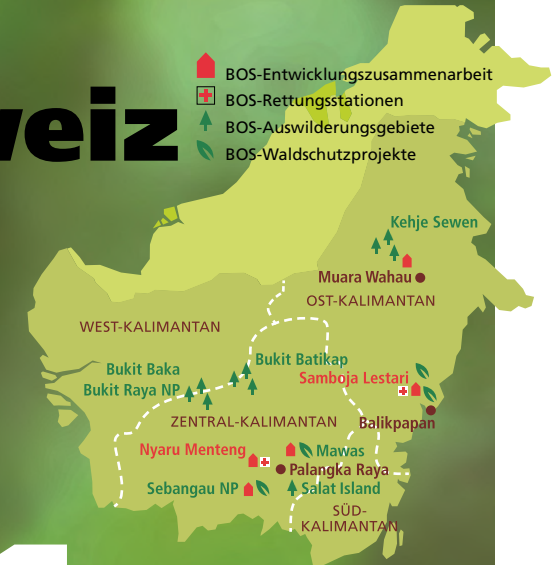 BOS-Entwicklungszusammenarbeit
BOS-Rettungsstationen
BOS-Auswilderungsgebiete
BOS-Waldschutzprojekte
eiz
Kehje Sewen
Muara Wahau
OST-KALIMANTAN
WEST-KALIMANTAN
Bukit Batikap
Bukit Baka
Bukit Raya NP
Samboja Lestari
Balikpapan
ZENTRAL-KALIMANTAN
Nyaru Menteng
Mawas
Palangka Raya
Sebangau NP
Salat Island
SÜD-
KALIMANTAN